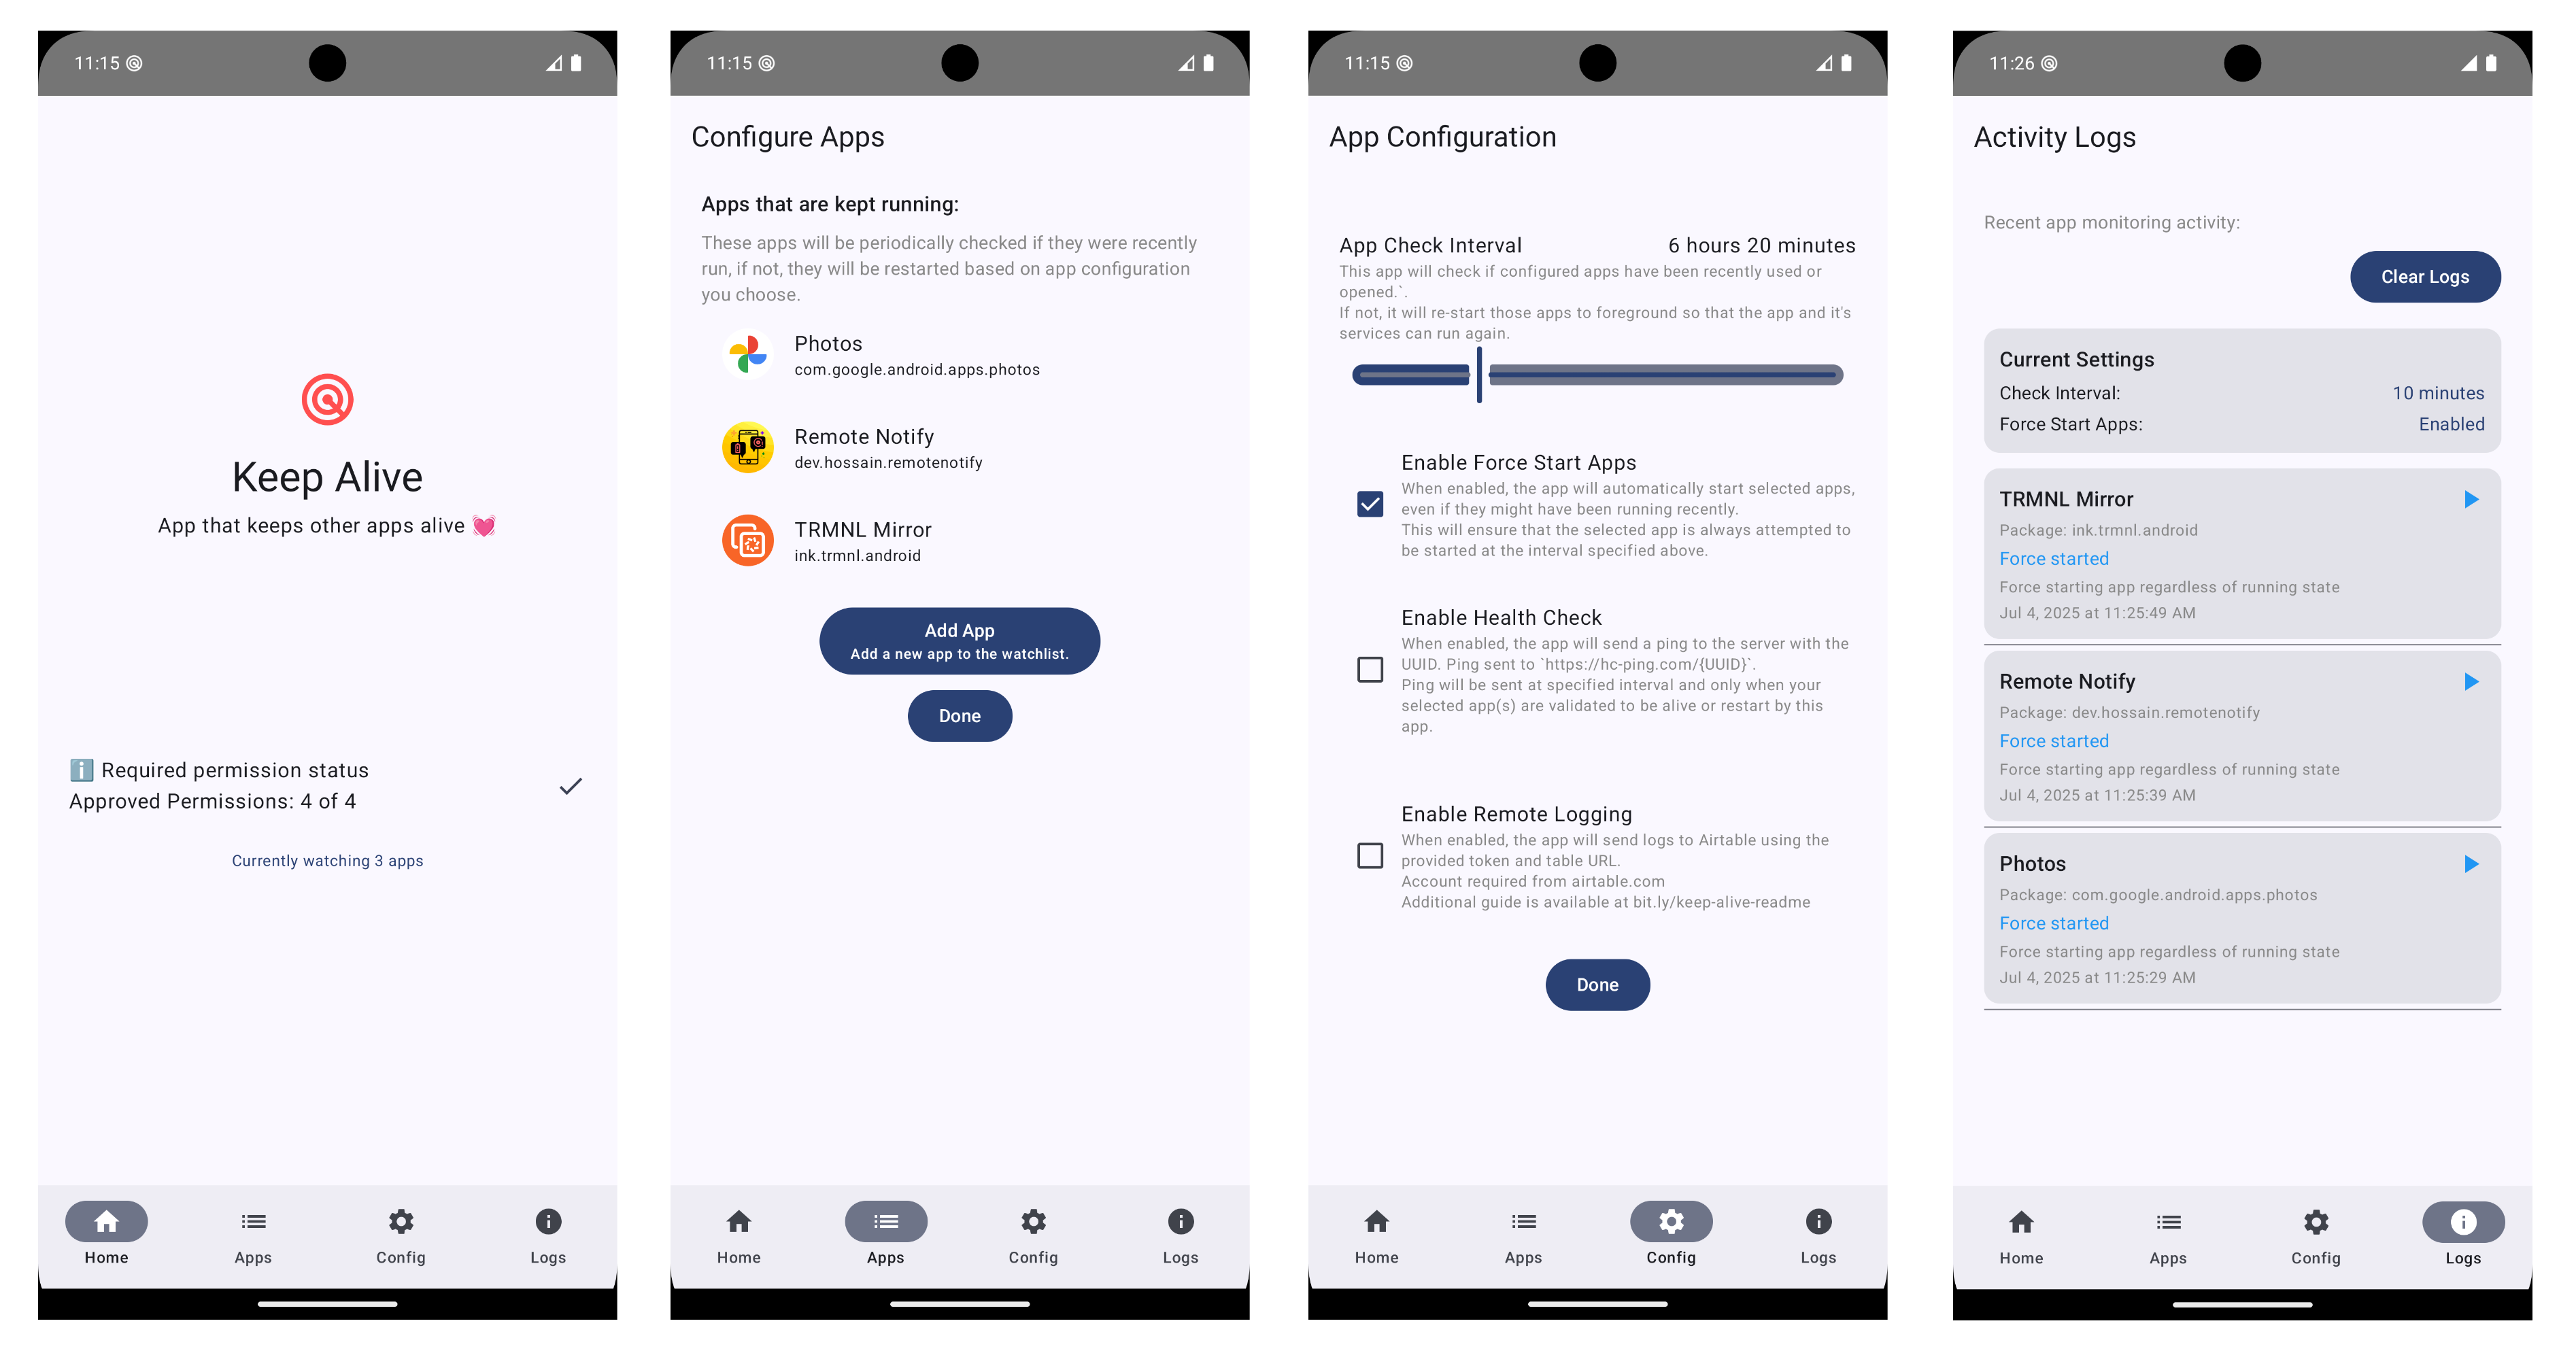 11:15
Keep Alive
App that keeps other apps alive 💓
ℹ️ Required permission status
Approved Permissions: 4 of 4
Currently watching 3 apps
Home
Apps
Config
Logs
11:15
Configure Apps
Apps that are kept running:
These apps will be periodically checked if they were recently
run, if not, they will be restarted based on app configuration
you choose.
Photos
com.google.android.apps.photos
Remote Notify
dev.hossain.remotenotify
TRMNL Mirror
ink.trmnl.android
Add App
Add a new app to the watchlist.
Done
Home
Apps
Config
Logs
11:15
App Configuration
App Check Interval 6 hours 20 minutes
This app will check if configured apps have been recently used or
opened.`.
If not, it will re-start those apps to foreground so that the app and it's
services can run again.
Enable Force Start Apps
When enabled, the app will automatically start selected apps,
even if they might have been running recently.
This will ensure that the selected app is always attempted to
be started at the interval specified above.
Enable Health Check
When enabled, the app will send a ping to the server with the
UUID. Ping sent to `https://hc-ping.com/{UUID}`.
Ping will be sent at specified interval and only when your
selected app(s) are validated to be alive or restart by this
app.
Enable Remote Logging
When enabled, the app will send logs to Airtable using the
provided token and table URL.
Account required from airtable.com
Additional guide is available at bit.ly/keep-alive-readme
Done
Home
Apps
Config
Logs
11:26
Activity Logs
Recent app monitoring activity:
Clear Logs
Current Settings
Check Interval: 10 minutes
Force Start Apps: Enabled
TRMNL Mirror
Package: ink.trmnl.android
Force started
Force starting app regardless of running state
Jul 4, 2025 at 11:25:49 AM
Remote Notify
Package: dev.hossain.remotenotify
Force started
Force starting app regardless of running state
Jul 4, 2025 at 11:25:39 AM
Photos
Package: com.google.android.apps.photos
Force started
Force starting app regardless of running state
Jul 4, 2025 at 11:25:29 AM
Home
Apps
Config
Logs